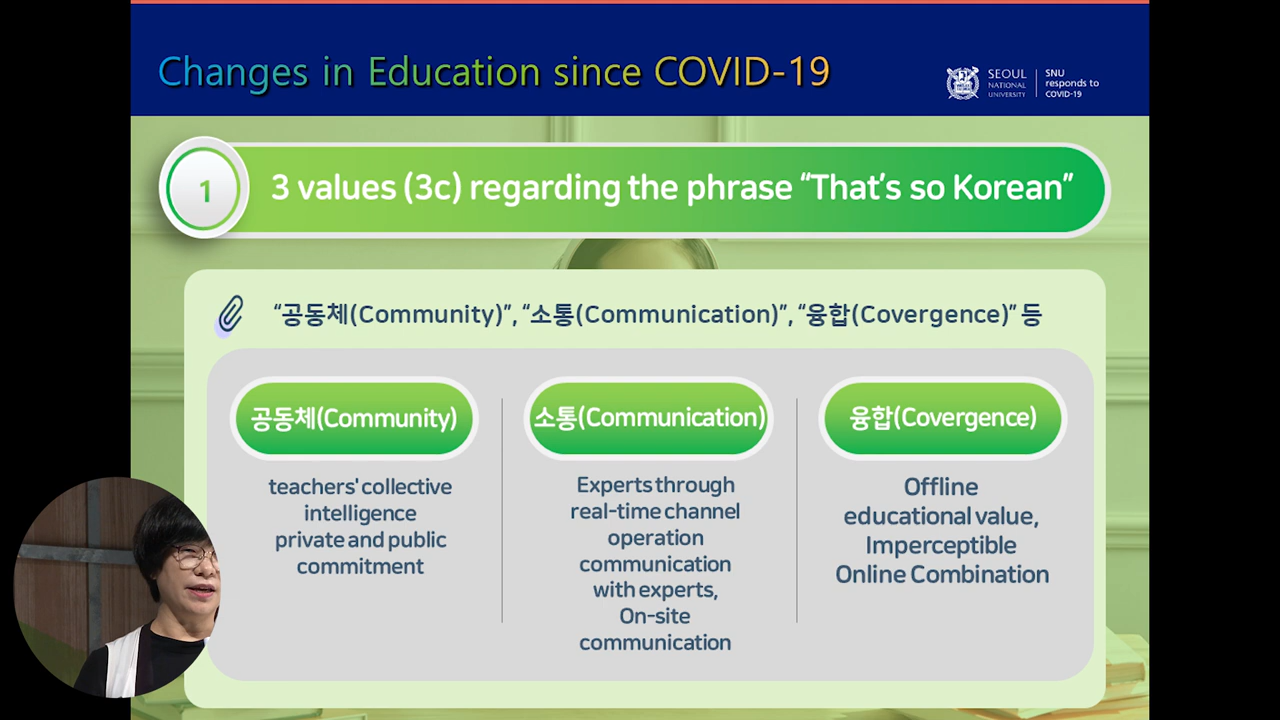 Changes in Education since COVID-19
SEOUL
NATIONAL
UNIVERSITY
SNU
responds to
COVID-19
1
3 values (3c) regarding the phrase “That’s so Korean”
“공동체(Community)”, “소통(Communication)”, “융합(Covergence)” 등
공동체(Community)
teachers' collective
intelligence
private and public
commitment
소통(Communication)
Experts through
real-time channel
operation
communication
with experts,
On-site
communication
융합(Covergence)
Offline
educational value,
Imperceptible
Online Combination